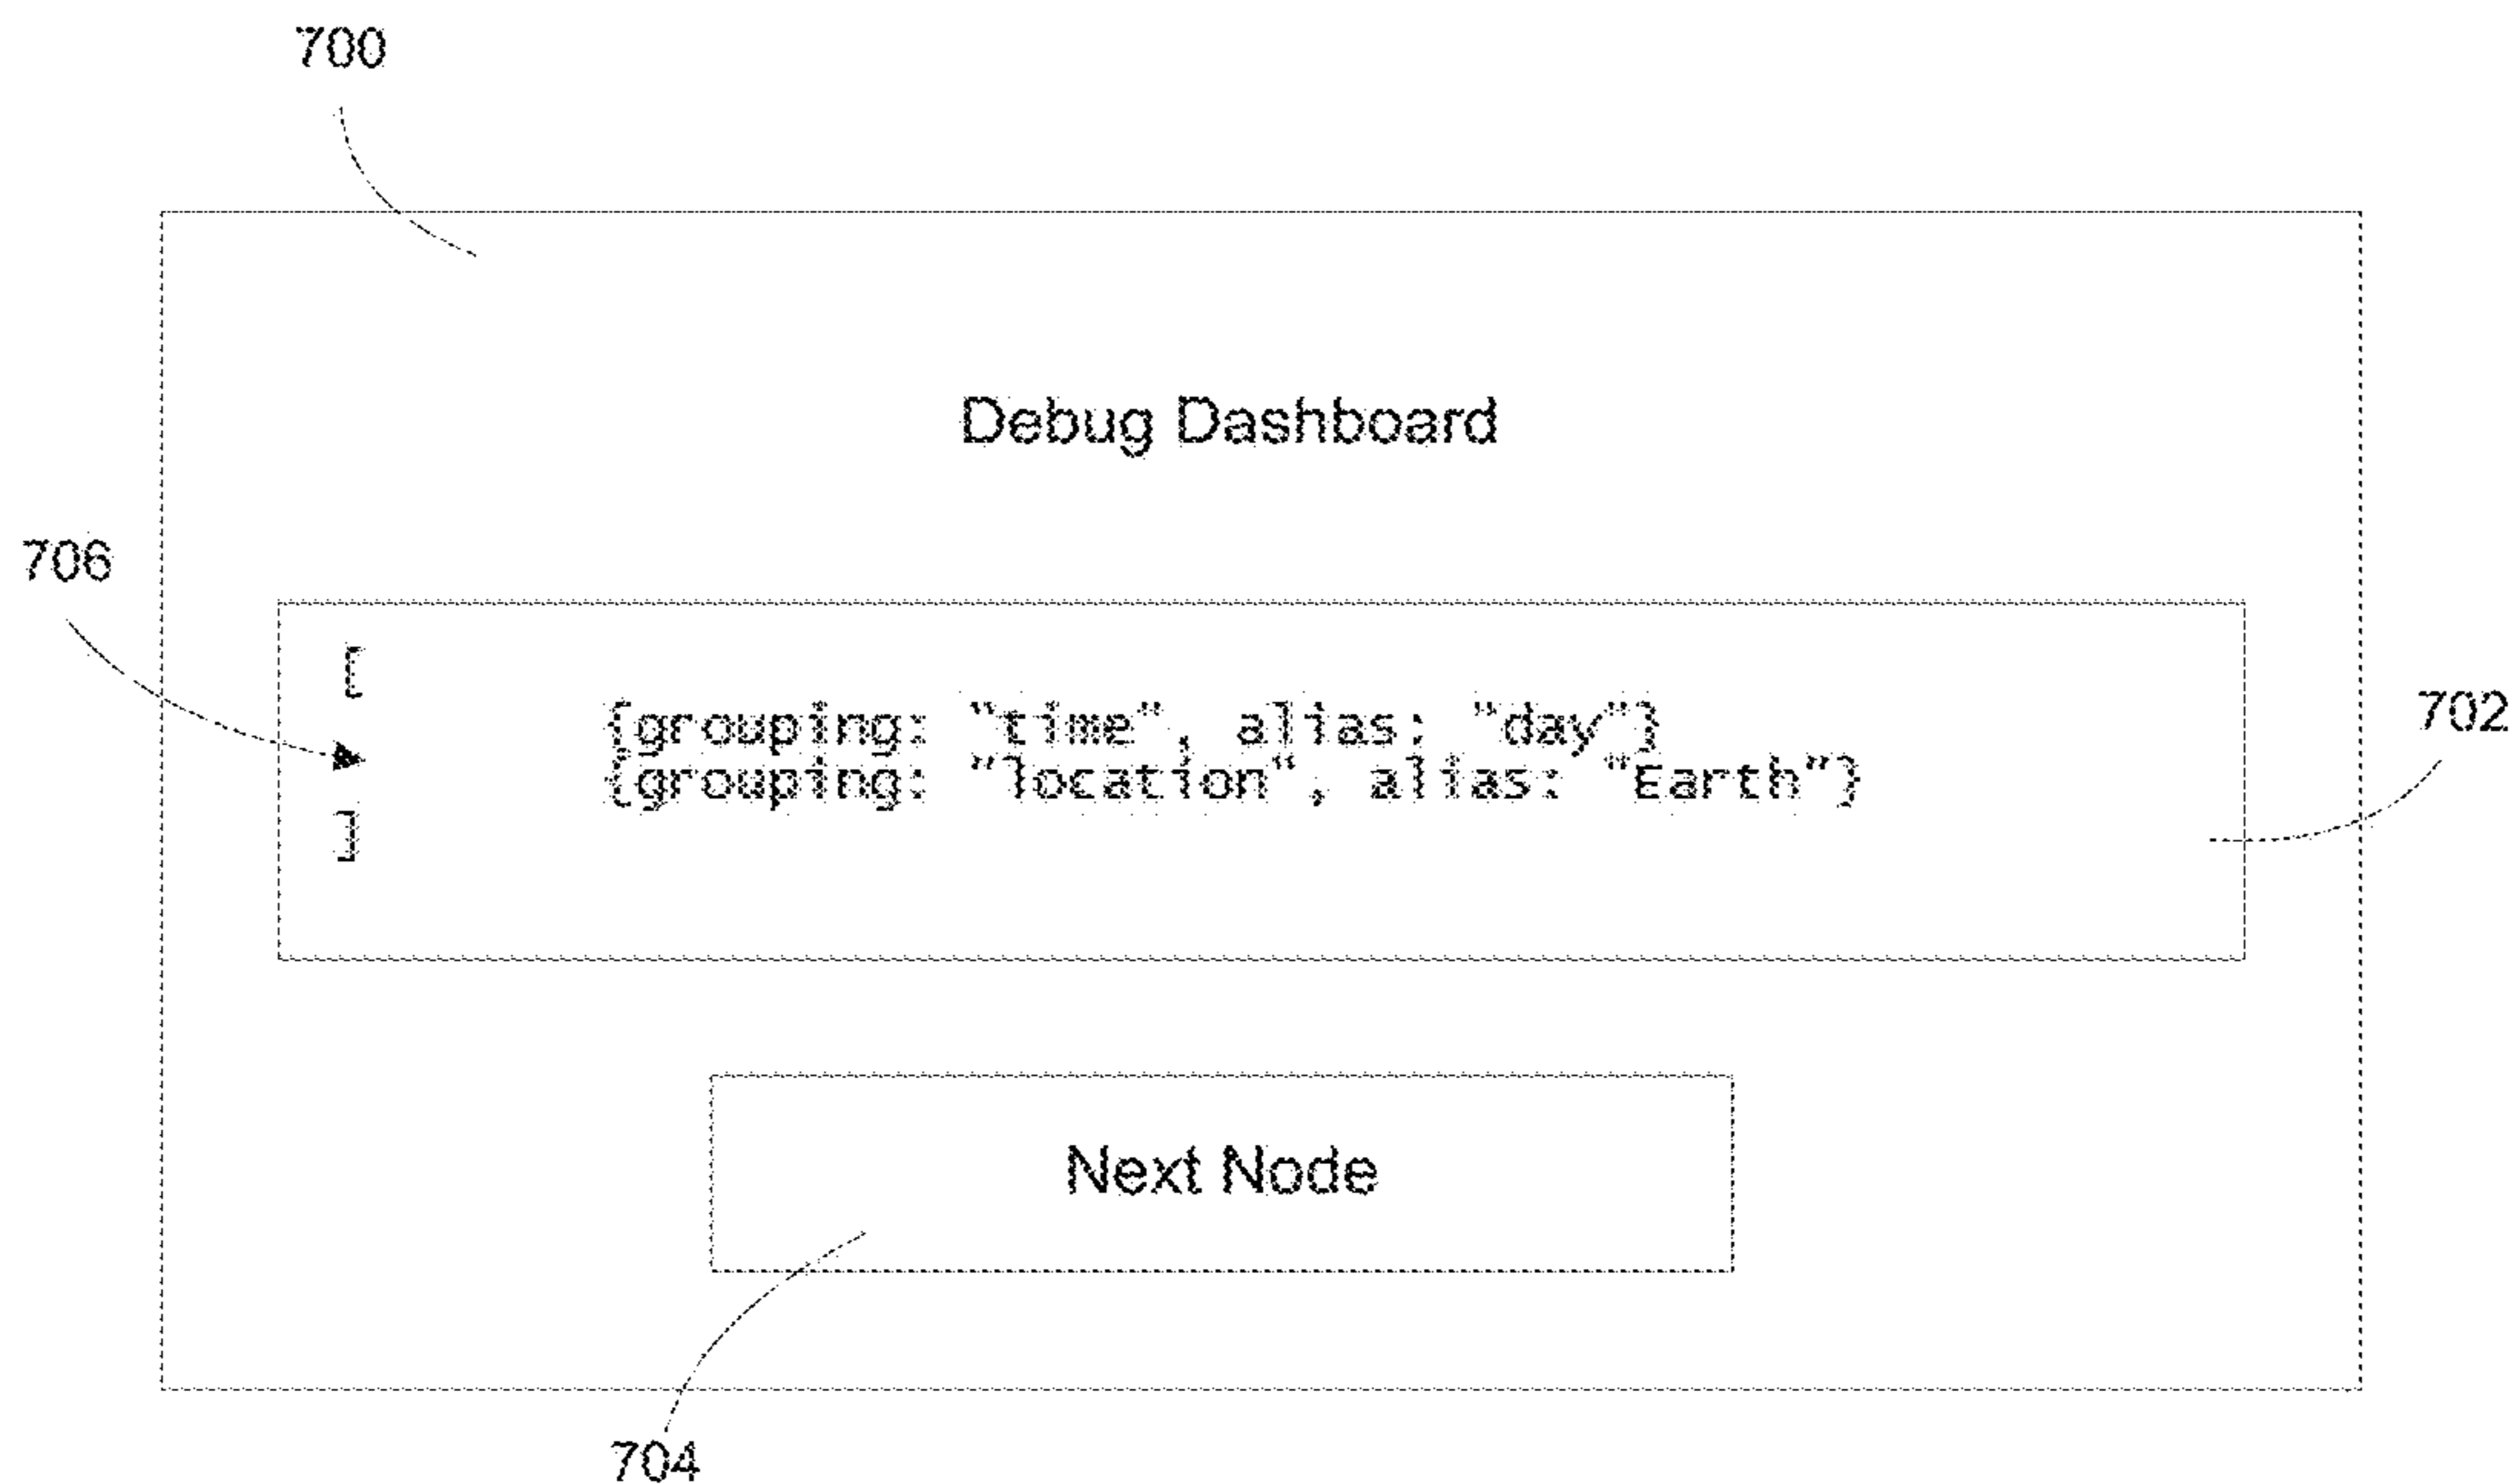 700
Debug Dashboard
706
[
{grouping: "time", alias: "day"}
702
{grouping: "location", alias: "Earth"}
]
Next Node
704